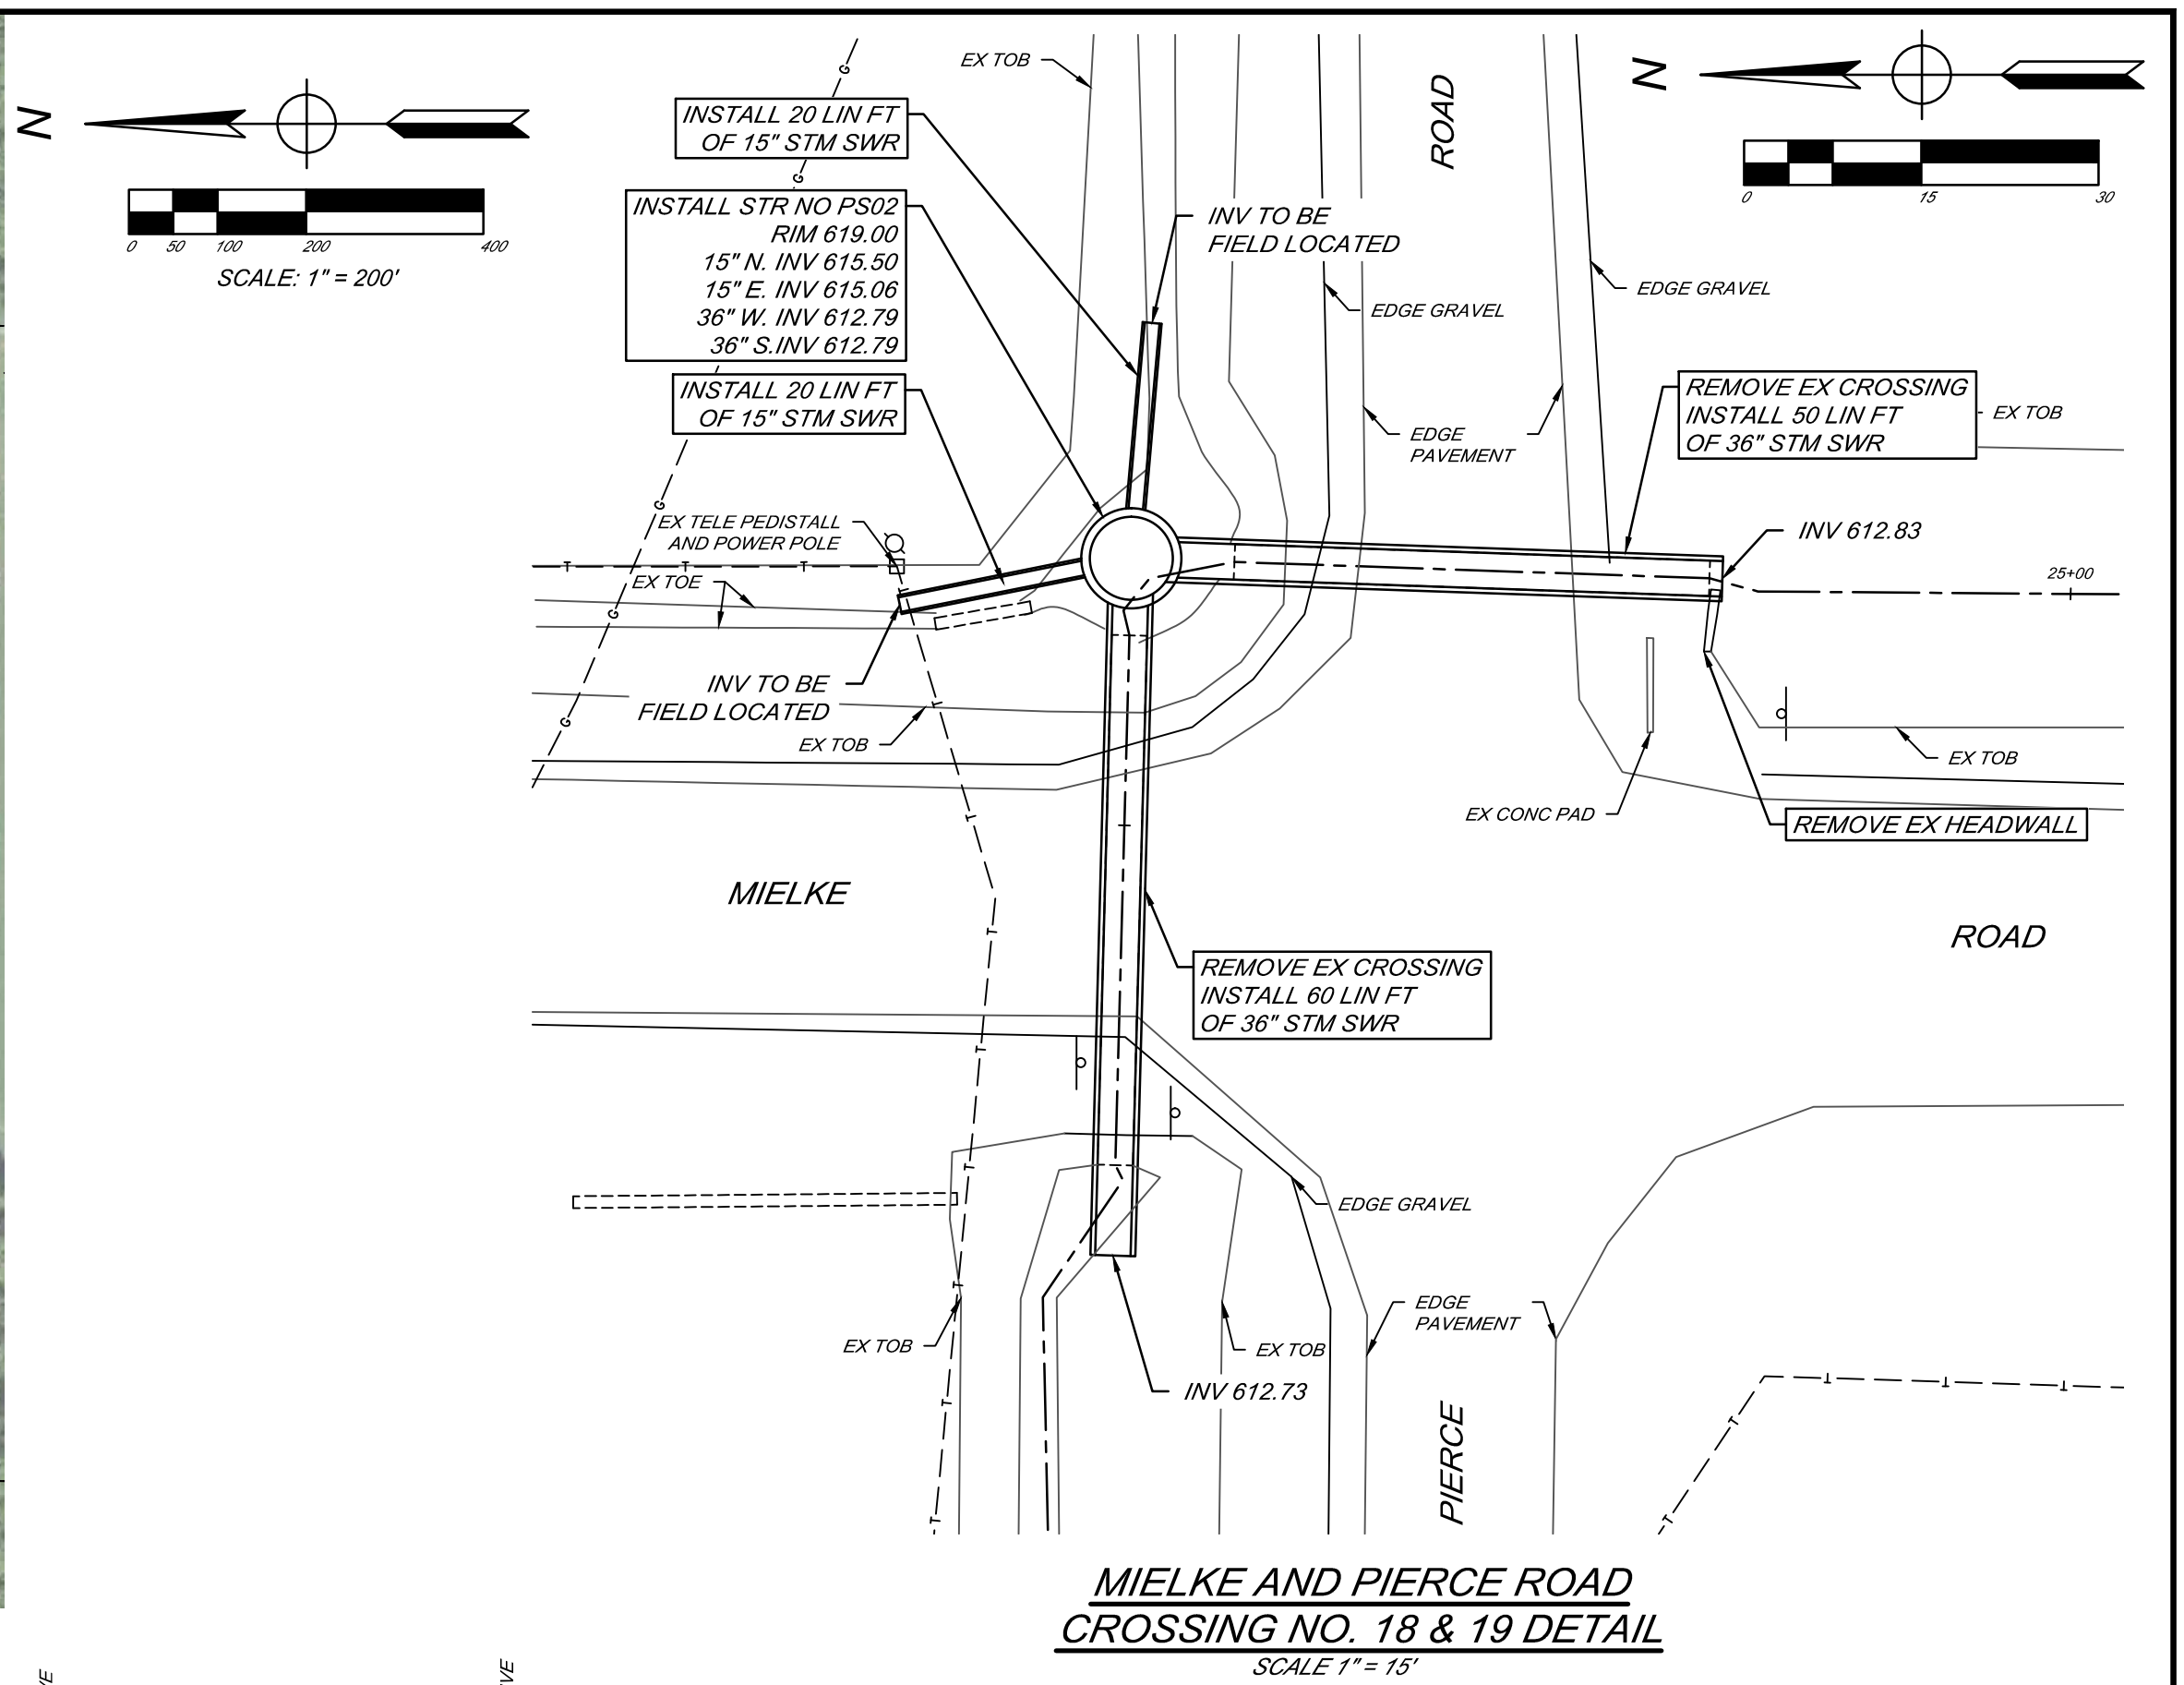 N
0 50 100 200 400
SCALE: 1" = 200'
N
0 15 30
EX TOB
ROAD
G
INSTALL 20 LIN FT
OF 15" STM SWR
G
INSTALL STR NO PS02
RIM 619.00
15" N. INV 615.50
15" E. INV 615.06
36" W. INV 612.79
36" S.INV 612.79
INV TO BE
FIELD LOCATED
EDGE GRAVEL
EDGE GRAVEL
INSTALL 20 LIN FT
OF 15" STM SWR
REMOVE EX CROSSING
INSTALL 50 LIN FT
OF 36" STM SWR
EX TOB
EDGE
PAVEMENT
G
EX TELE PEDISTALL
AND POWER POLE
INV 612.83
T T T
EX TOE
25+00
G
T
INV TO BE
FIELD LOCATED
G
T
EX TOB
EX TOB
T
EX CONC PAD
REMOVE EX HEADWALL
MIELKE
ROAD
T
REMOVE EX CROSSING
INSTALL 60 LIN FT
OF 36" STM SWR
T
T
EDGE GRAVEL
T
EX TOB
EX TOB
EDGE
PAVEMENT
INV 612.73
T
T
T T T
T
T
PIERCE
MIELKE AND PIERCE ROAD
CROSSING NO. 18 & 19 DETAIL
SCALE 1" = 15'